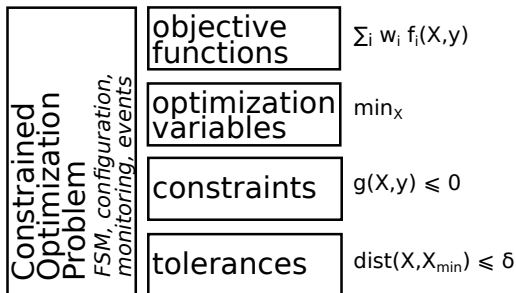 Constrained
Optimization
Problem
FSM, configuration,
monitoring, events
objective
functions
∑i wi fi(X,y)
optimization
variables
minX
constraints
g(X,y) ⩽ 0
tolerances
dist(X,Xmin) ⩽ δ